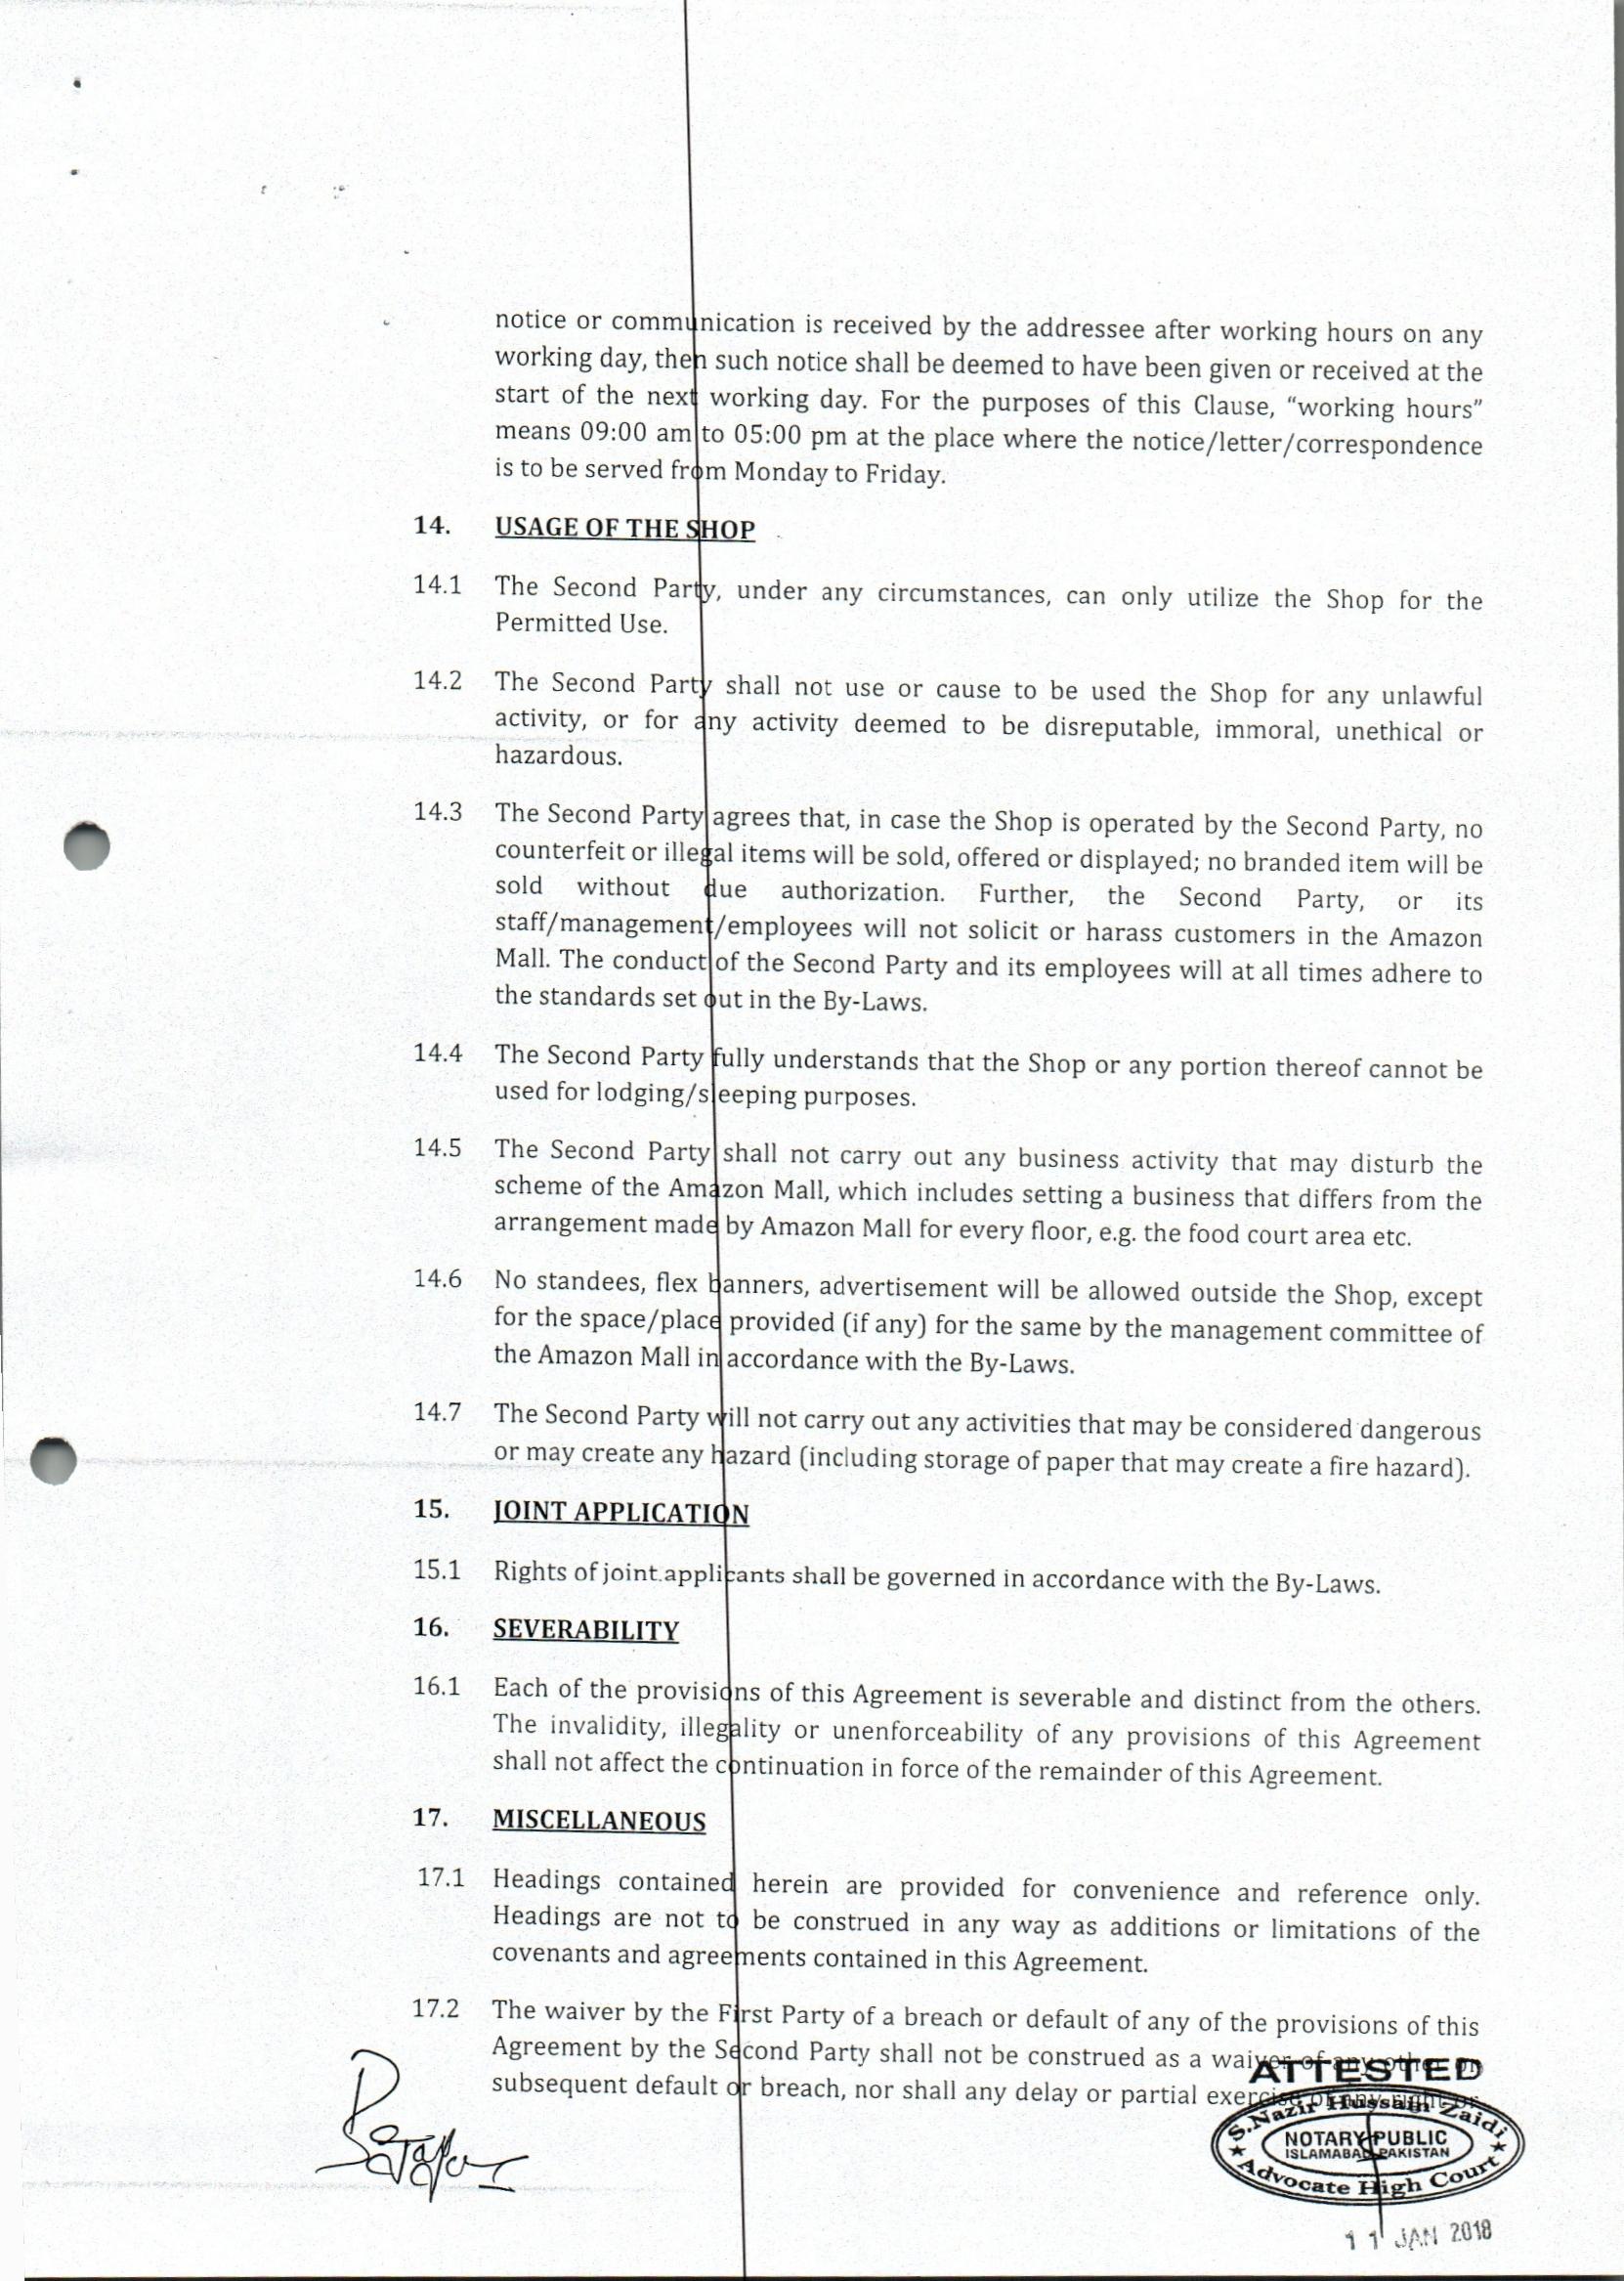 notice or communication is received by the addressee after working hours on any
working day, then such notice shall be deemed to have been given or received at the
start of the next working day. For the purposes of this Clause, “working hours”
means 09:00 am to 05:00 pm at the place where the notice/letter/correspondence
is to be served from Monday to Friday.
14. USAGE OF THE SHOP
14.1 The Second Party, under any circumstances, can only utilize the Shop for the
Permitted Use.
14.2 The Second Party shall not use or cause to be used the Shop for any unlawful
activity, or for any activity deemed to be disreputable, immoral, unethical or
hazardous.
14.3 The Second Party agrees that, in case the Shop is operated by the Second Party, no
counterfeit or illegal items will be sold, offered or displayed; no branded item will be
sold without due authorization. Further, the Second Party, or its
staff/management/employees will not solicit or harass customers in the Amazon
Mall. The conduct of the Second Party and its employees will at all times adhere to
the standards set out in the By-Laws.
14.4 The Second Party fully understands that the Shop or any portion thereof cannot be
used for lodging/sleeping purposes.
14.5 The Second Party shall not carry out any business activity that may disturb the
scheme of the Amazon Mall, which includes setting a business that differs from the
arrangement made by Amazon Mall for every floor, e.g. the food court area etc.
14.6 No standees, flex banners, advertisement will be allowed outside the Shop, except
for the space/place provided (if any) for the same by the management committee of
the Amazon Mall in accordance with the By-Laws.
14.7 The Second Party will not carry out any activities that may be considered dangerous
or may create any hazard (including storage of paper that may create a fire hazard).
15. JOINT APPLICATION
15.1 Rights of joint applicants shall be governed in accordance with the By-Laws.
16. SEVERABILITY
16.1 Each of the provisions of this Agreement is severable and distinct from the others.
The invalidity, illegality or unenforceability of any provisions of this Agreement
shall not affect the continuation in force of the remainder of this Agreement.
17. MISCELLANEOUS
17.1 Headings contained herein are provided for convenience and reference only.
Headings are not to be construed in any way as additions or limitations of the
covenants and agreements contained in this Agreement.
17.2 The waiver by the First Party of a breach or default of any of the provisions of this
Agreement by the Second Party shall not be construed as a waiver of any other or
subsequent default or breach, nor shall any delay or partial exercise of any right or
ATTESTED
S.Nazir Hussain Zaidi
NOTARY PUBLIC
ISLAMABAD PAKISTAN
Advocate High Court
11 JAN 2018